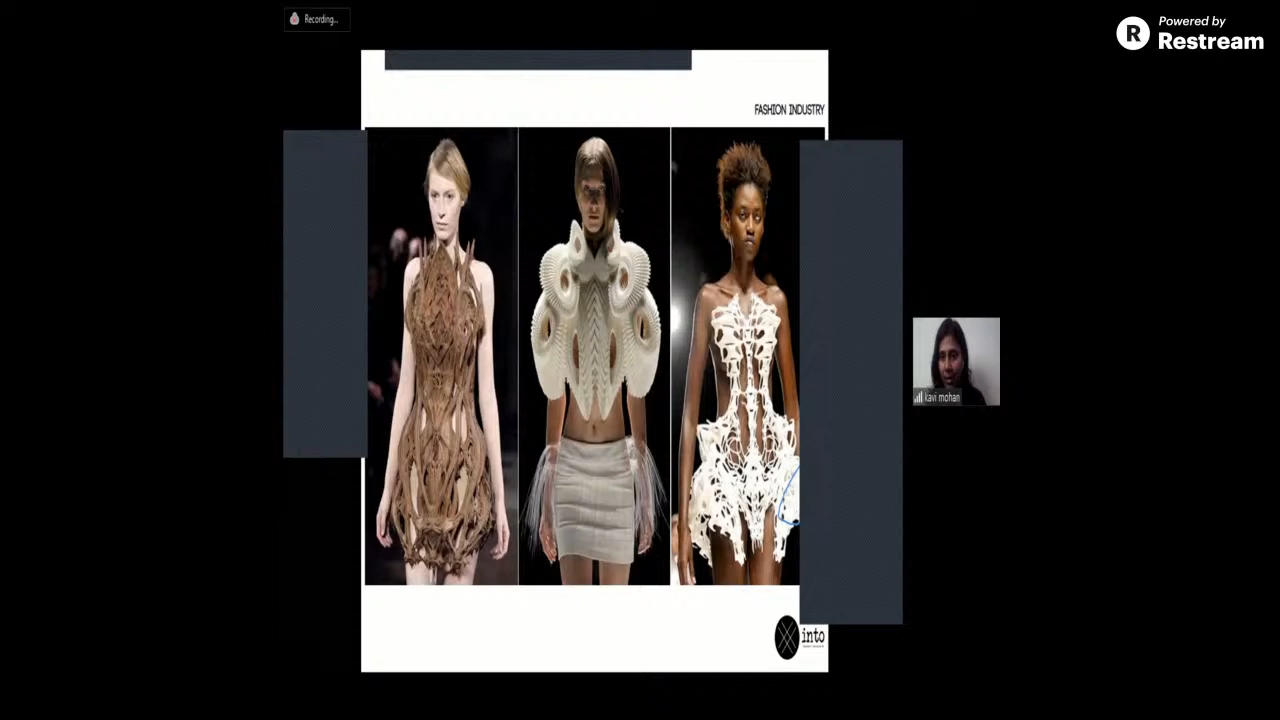 Recording...
Powered by
Restream
FASHION INDUSTRY
kavi mohan
into